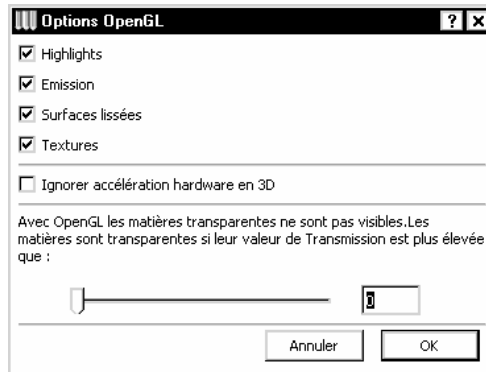 Options OpenGL
? X
Highlights
Emission
Surfaces lissées
Textures
Ignorer accélération hardware en 3D
Avec OpenGL les matières transparentes ne sont pas visibles.Les
matières sont transparentes si leur valeur de Transmission est plus élevée
que :
0
Annuler OK